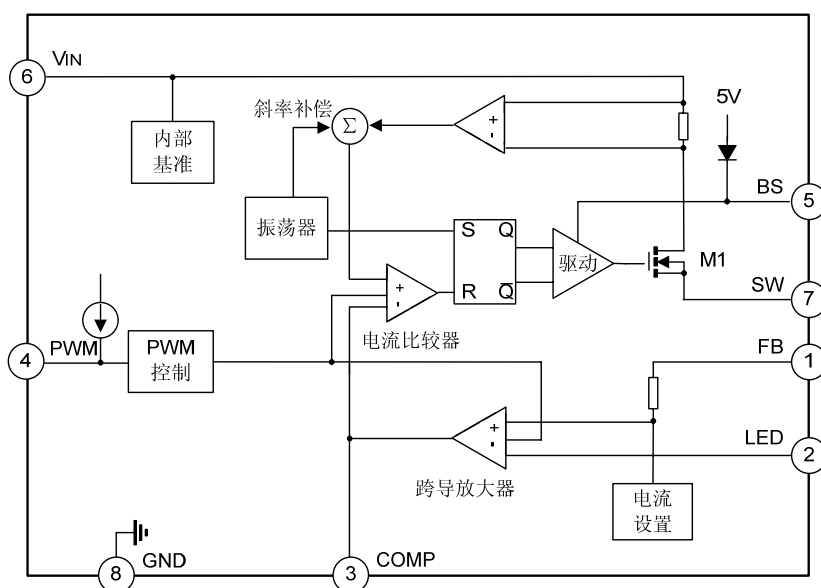 VIN
6
斜率补偿
Σ
+
-
5V
内部
基准
BS
5
振荡器
S
Q
R
Q̅
驱动
M1
SW
7
+
-
电流比较器
PWM
4
PWM
控制
FB
1
+
-
LED
2
跨导放大器
电流
设置
8
GND
3
COMP